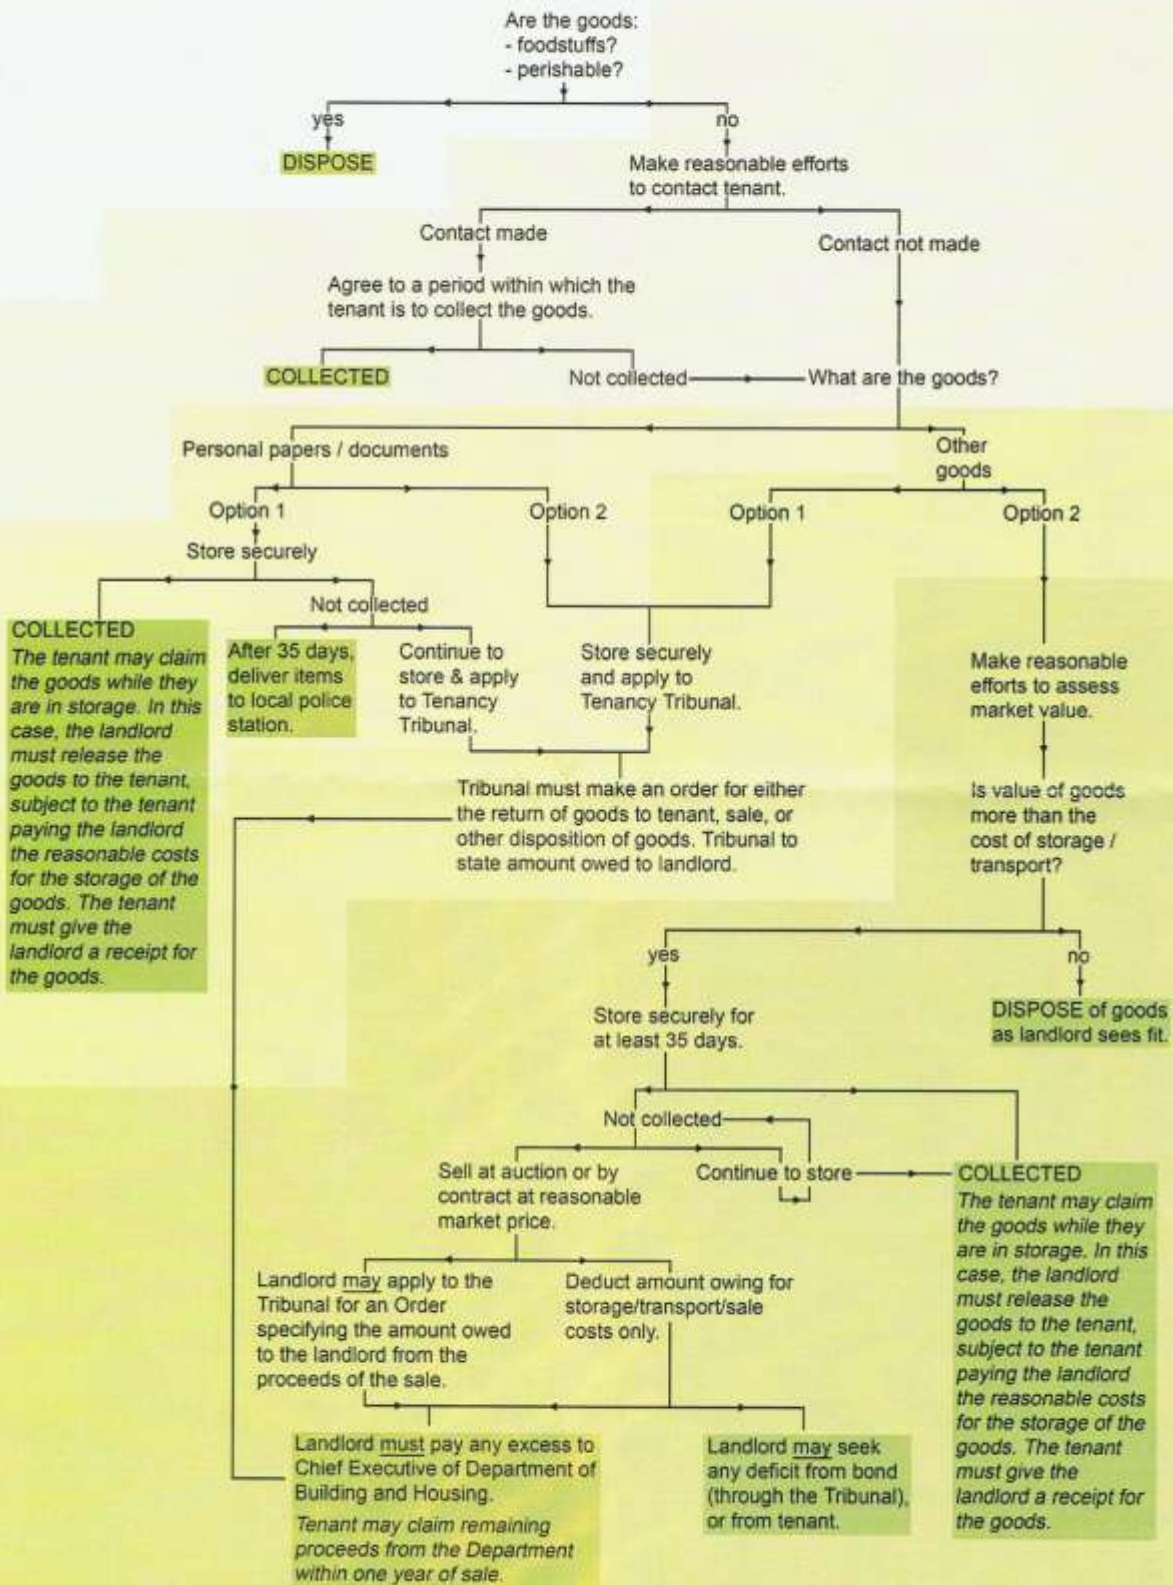 Are the goods:
- foodstuffs?
- perishable?
yes
no
DISPOSE
Make reasonable efforts
to contact tenant.
Contact made
Contact not made
Agree to a period within which the
tenant is to collect the goods.
COLLECTED
Not collected
What are the goods?
Personal papers / documents
Other
goods
Option 1
Option 2
Option 1
Option 2
Store securely
Not collected
COLLECTED
The tenant may claim
the goods while they
are in storage. In this
case, the landlord
must release the
goods to the tenant,
subject to the tenant
paying the landlord
the reasonable costs
for the storage of the
goods. The tenant
must give the
landlord a receipt for
the goods.
After 35 days,
deliver items
to local police
station.
Continue to
store & apply
to Tenancy
Tribunal.
Store securely
and apply to
Tenancy Tribunal.
Make reasonable
efforts to assess
market value.
Tribunal must make an order for either
the return of goods to tenant, sale, or
other disposition of goods. Tribunal to
state amount owed to landlord.
Is value of goods
more than the
cost of storage /
transport?
yes
no
Store securely for
at least 35 days.
DISPOSE of goods
as landlord sees fit.
Not collected
Sell at auction or by
contract at reasonable
market price.
Continue to store
COLLECTED
The tenant may claim
the goods while they
are in storage. In this
case, the landlord
must release the
goods to the tenant,
subject to the tenant
paying the landlord
the reasonable costs
for the storage of the
goods. The tenant
must give the
landlord a receipt for
the goods.
Landlord may apply to the
Tribunal for an Order
specifying the amount owed
to the landlord from the
proceeds of the sale.
Deduct amount owing for
storage/transport/sale
costs only.
Landlord must pay any excess to
Chief Executive of Department of
Building and Housing.
Tenant may claim remaining
proceeds from the Department
within one year of sale.
Landlord may seek
any deficit from bond
(through the Tribunal),
or from tenant.